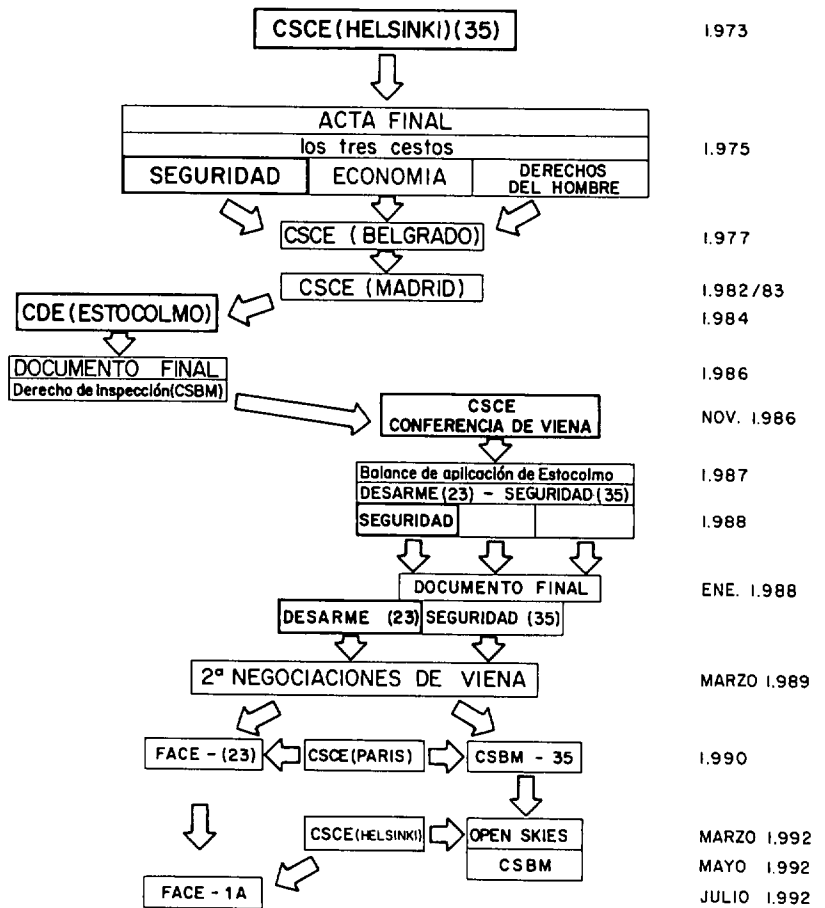 CSCE (HELSINKI) (35) 1.973
ACTA FINAL
los tres cestos 1.975
SEGURIDAD ECONOMIA DERECHOS DEL HOMBRE
CSCE (BELGRADO) 1.977
CSCE (MADRID) 1.982/83
CDE (ESTOCOLMO) 1.984
DOCUMENTO FINAL 1.986
Derecho de inspección (CSBM)
CSCE
CONFERENCIA DE VIENA NOV. 1.986
Balance de aplicación de Estocolmo 1.987
DESARME (23) - SEGURIDAD (35)
SEGURIDAD 1.988
DOCUMENTO FINAL ENE. 1.988
DESARME (23) SEGURIDAD (35)
2ª NEGOCIACIONES DE VIENA MARZO 1.989
FACE - (23) CSCE (PARIS) CSBM - 35 1.990
CSCE (HELSINKI) OPEN SKIES MARZO 1.992
CSBM MAYO 1.992
FACE - 1A JULIO 1.992